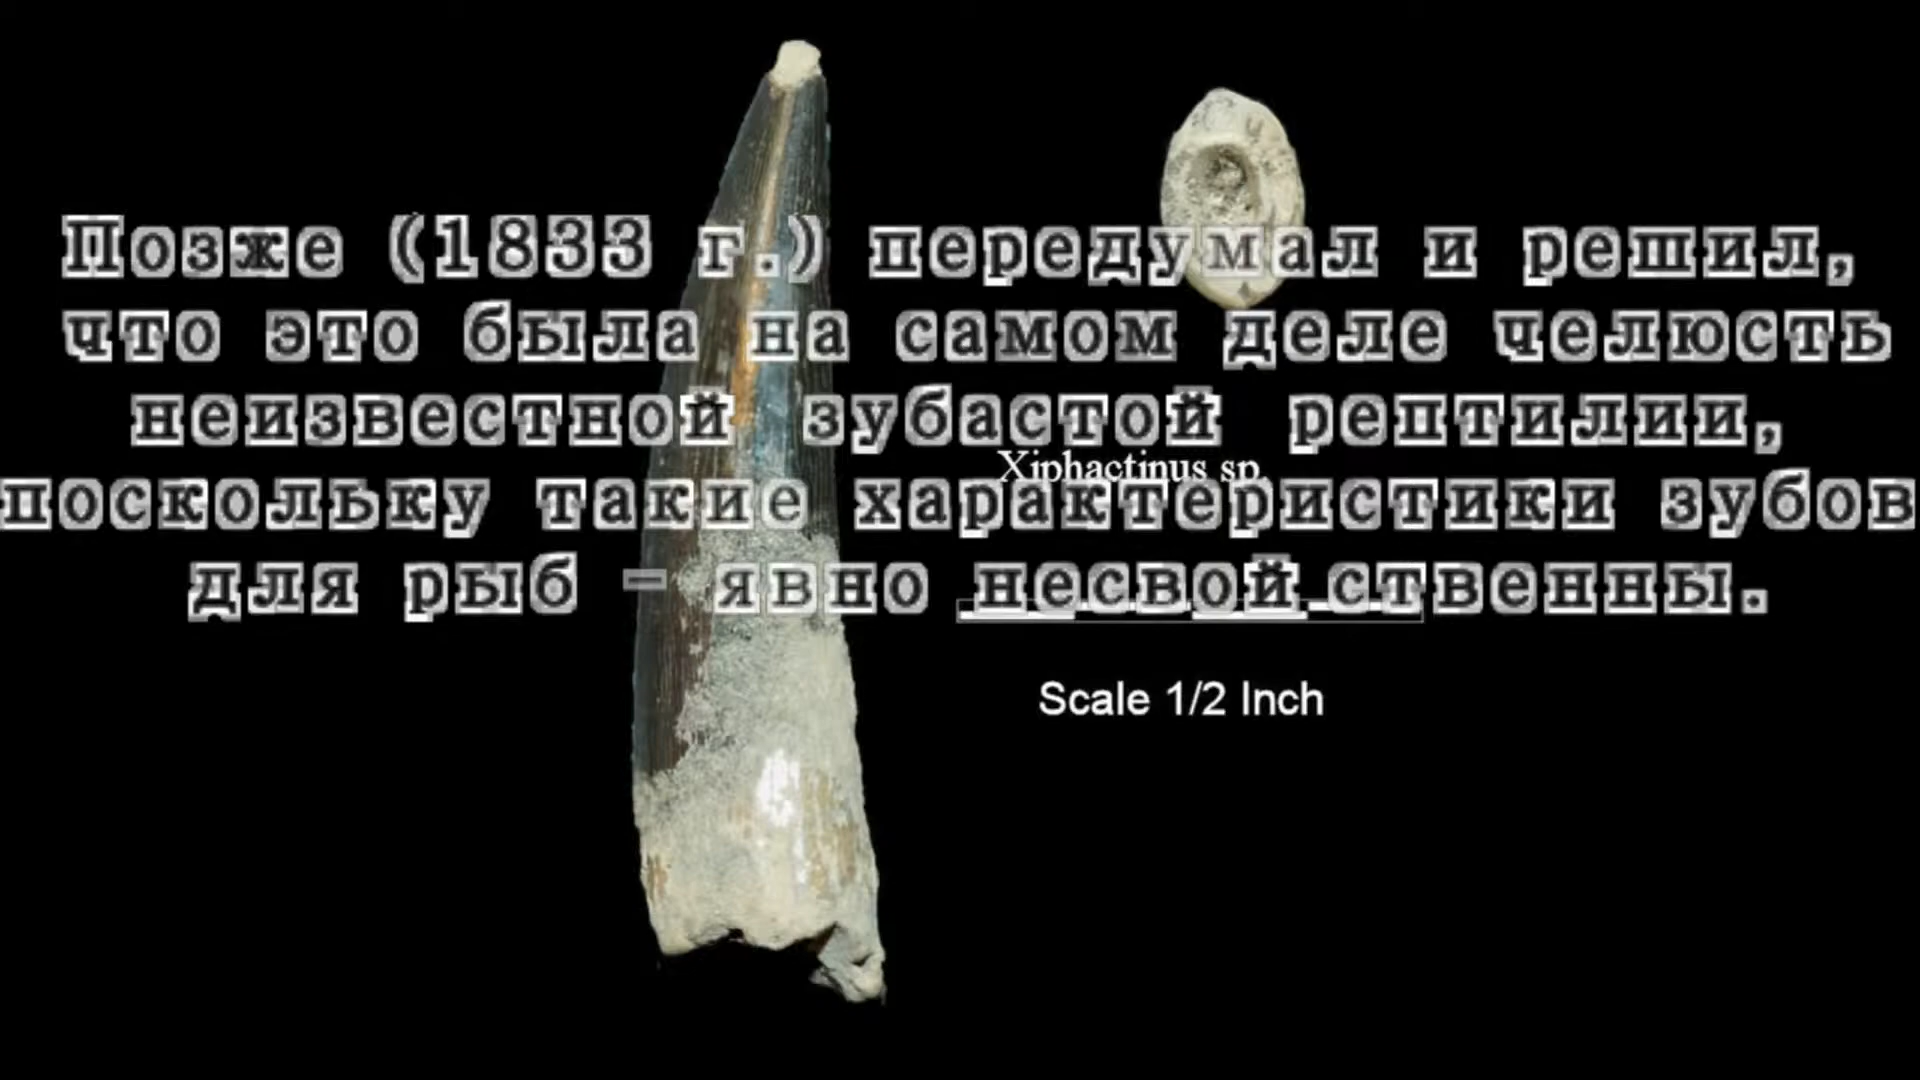 Позже (1833 г.) передумал и решил,
что это была на самом деле челюсть
неизвестной зубастой рептилии,
Xiphactinus sp.
поскольку такие характеристики зубов
для рыб - явно несвойственны.
Scale 1/2 Inch